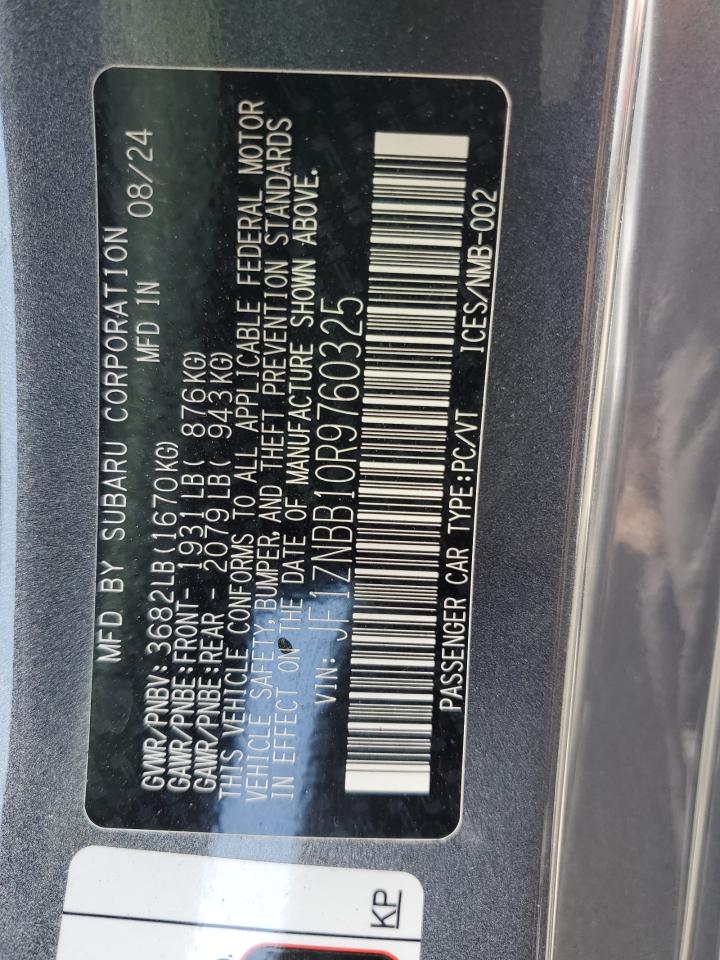 MFD BY SUBARU CORPORATION
MFD IN 08/24
GVWR/PNBV: 3682LB(1670KG)
GAWR/PNBE:FRONT- 1931LB( 876KG)
GAWR/PNBE:REAR - 2079LB( 943KG)
THIS VEHICLE CONFORMS TO ALL APPLICABLE FEDERAL MOTOR
VEHICLE SAFETY, BUMPER, AND THEFT PREVENTION STANDARDS
IN EFFECT ON THE DATE OF MANUFACTURE SHOWN ABOVE.
VIN: JF1ZNBB10R9760325
PASSENGER CAR TYPE:PC/VT ICES/NMB-002
KP